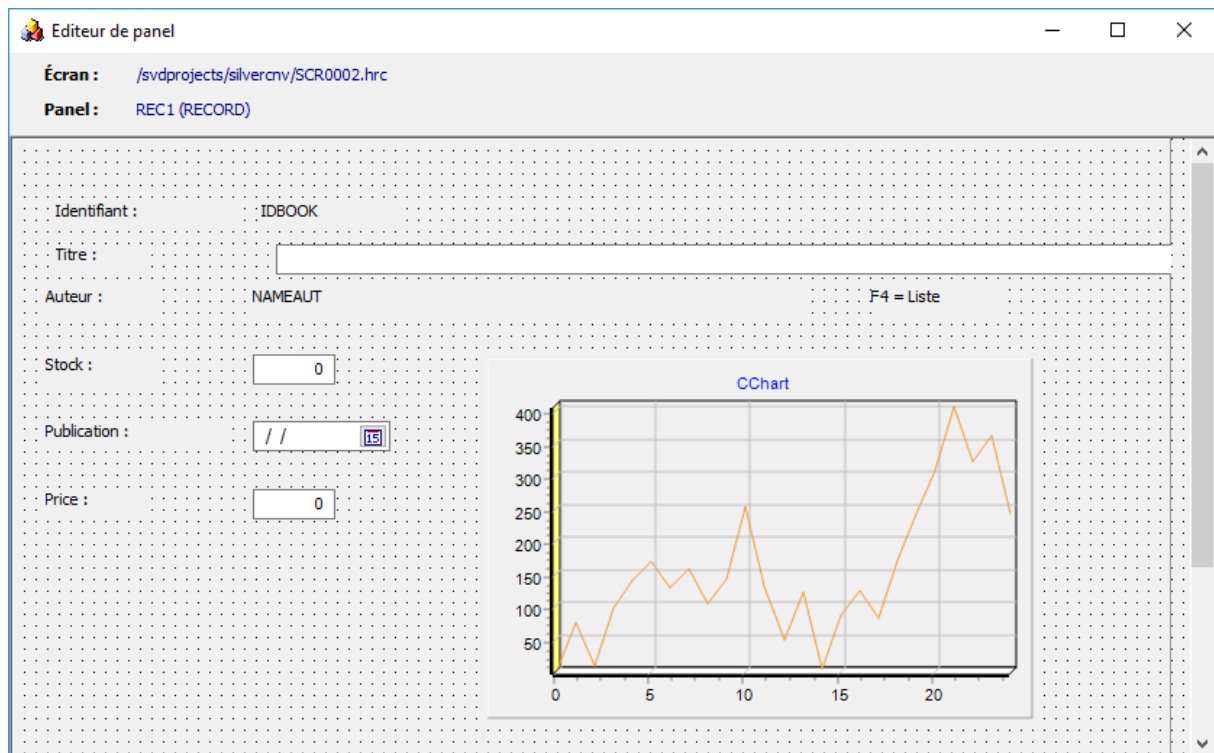 Editeur de panel
Écran : /svdprojects/silvercnv/SCR0002.hrc
Panel : REC1 (RECORD)
Identifiant : IDBOOK
Titre :
Auteur : NAMEAUT F4 = Liste
Stock : 0
Publication : / / 15
Price : 0
CChart
400
350
300
250
200
150
100
50
0 5 10 15 20